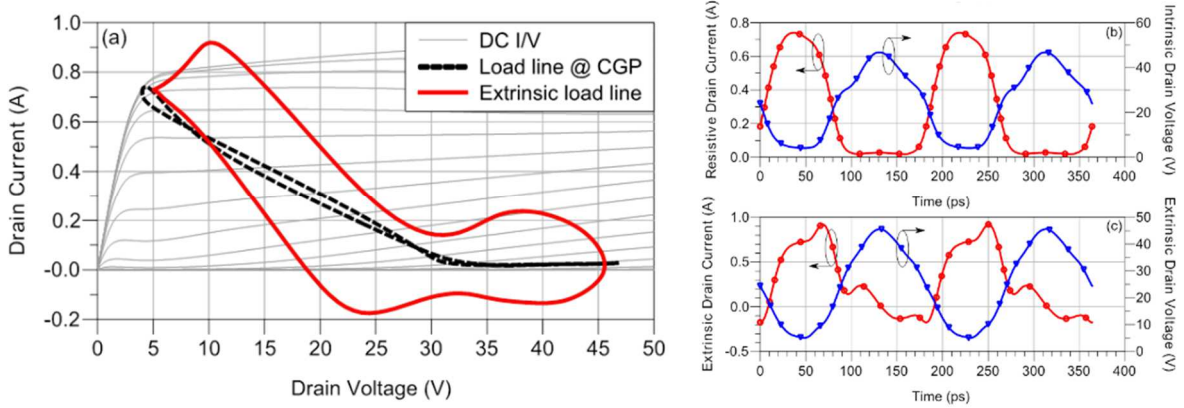 (a)
DC I/V
Load line @ CGP
Extrinsic load line
Drain Current (A)
1.0
0.8
0.6
0.4
0.2
-0.0
-0.2
0 5 10 15 20 25 30 35 40 45 50
Drain Voltage (V)
(b)
Resistive Drain Current (A)
0.8
0.6
0.4
0.2
0.0
Intrinsic Drain Voltage (V)
60
50
40
30
20
10
0
0 50 100 150 200 250 300 350 400
Time (ps)
(c)
Extrinsic Drain Current (A)
1.0
0.5
0.0
-0.5
Extrinsic Drain Voltage (V)
50
40
30
20
10
0
0 50 100 150 200 250 300 350 400
Time (ps)